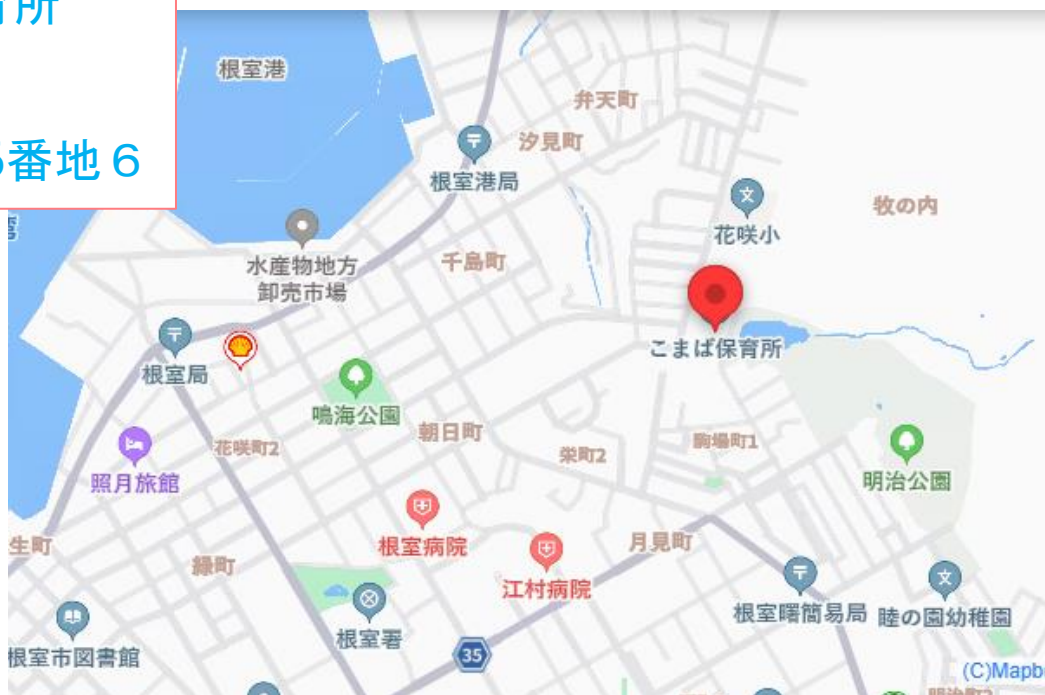 所
番地６
根室港
弁天町
汐見町
根室港局
牧の内
花咲小
千島町
水産物地方
卸売市場
こまば保育所
根室局
鳴海公園
朝日町
花咲町2
栄町2
駒場町1
照月旅館
明治公園
生町
根室病院
月見町
緑町
江村病院
根室曙簡易局
睦の園幼稚園
根室署
根室市図書館
35
(C)Mapb